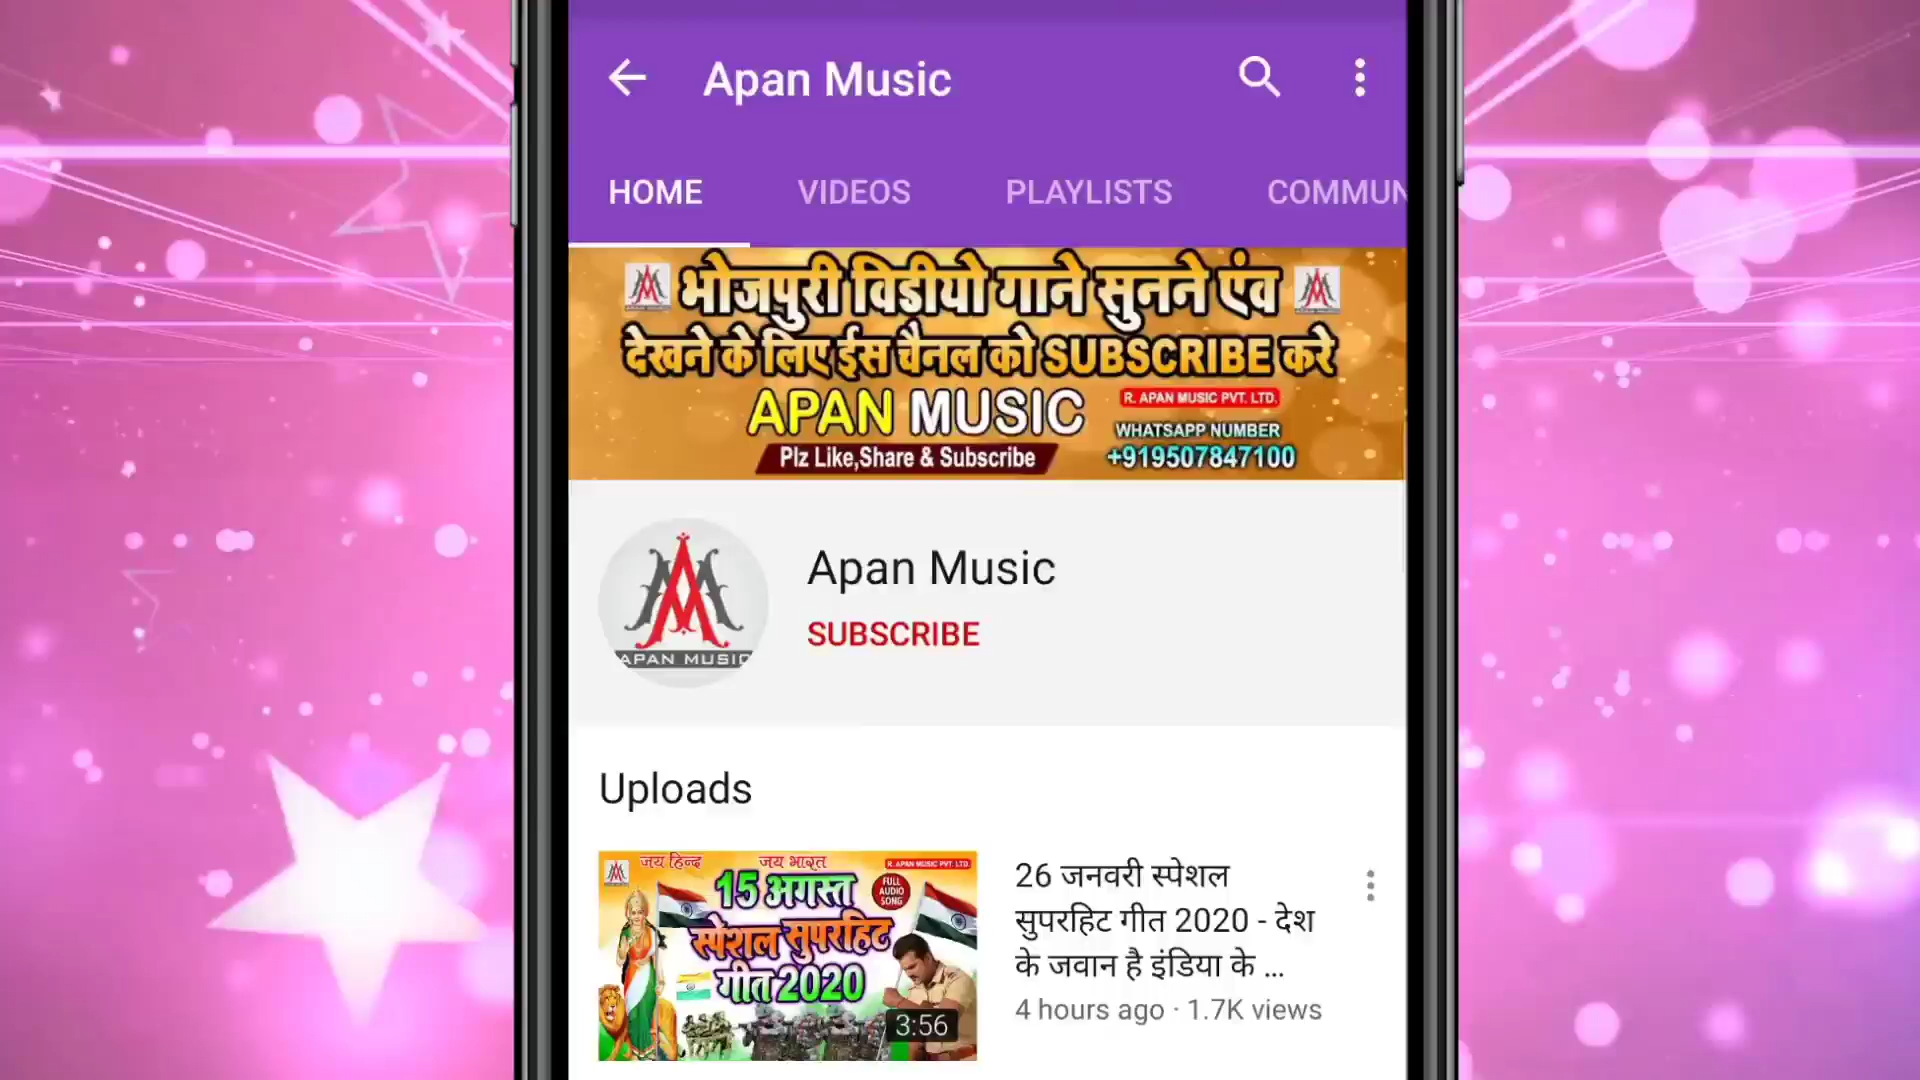 Apan Music
HOME VIDEOS PLAYLISTS COMMUN
भोजपुरी विडीयो गाने सुनने एंव
देखने के लिए ईस चैनल को SUBSCRIBE करे
APAN MUSIC
R. APAN MUSIC PVT. LTD.
WHATSAPP NUMBER
Plz Like,Share & Subscribe
+919507847100
Apan Music
SUBSCRIBE
APAN MUSIC
Uploads
जय हिन्द जय भारत
R. APAN MUSIC PVT. LTD.
15 अगस्त
FULL
AUDIO
SONG
स्पेशल सुपरहिट
गीत 2020
3:56
26 जनवरी स्पेशल
सुपरहिट गीत 2020 - देश
के जवान है इंडिया के ...
4 hours ago · 1.7K views